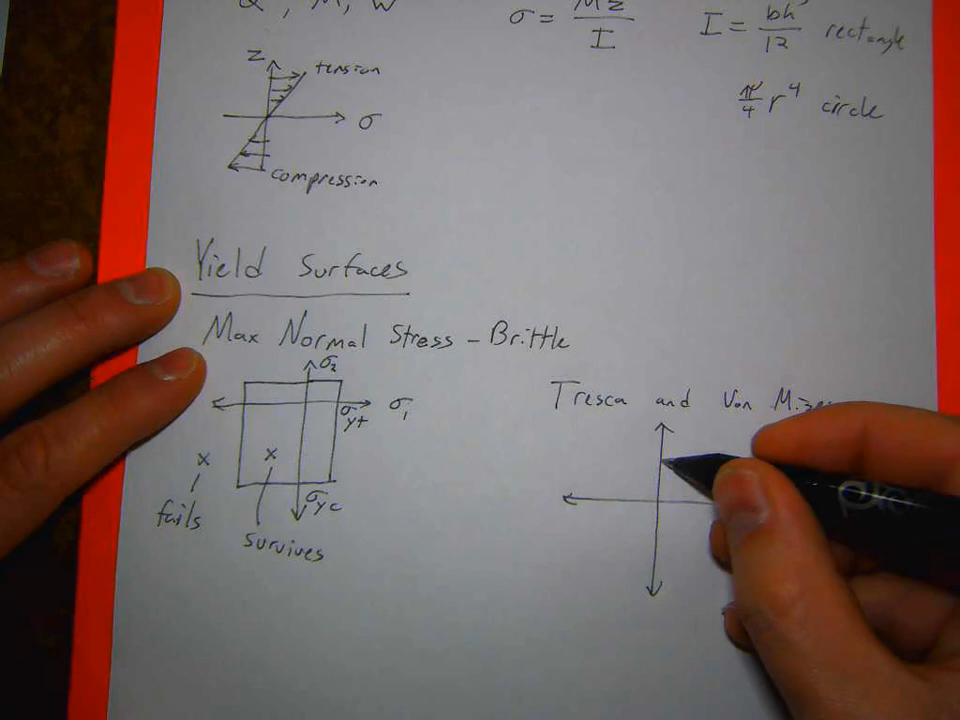 Q, M, W
σ = Mz/I
I = bh³/12 rectangle
π/4 r⁴ circle
z
tension
σ
compression
Yield Surfaces
Max Normal Stress - Brittle
σ₂
σ₁
σyt
x
x
fails
σyc
survives
Tresca and Von